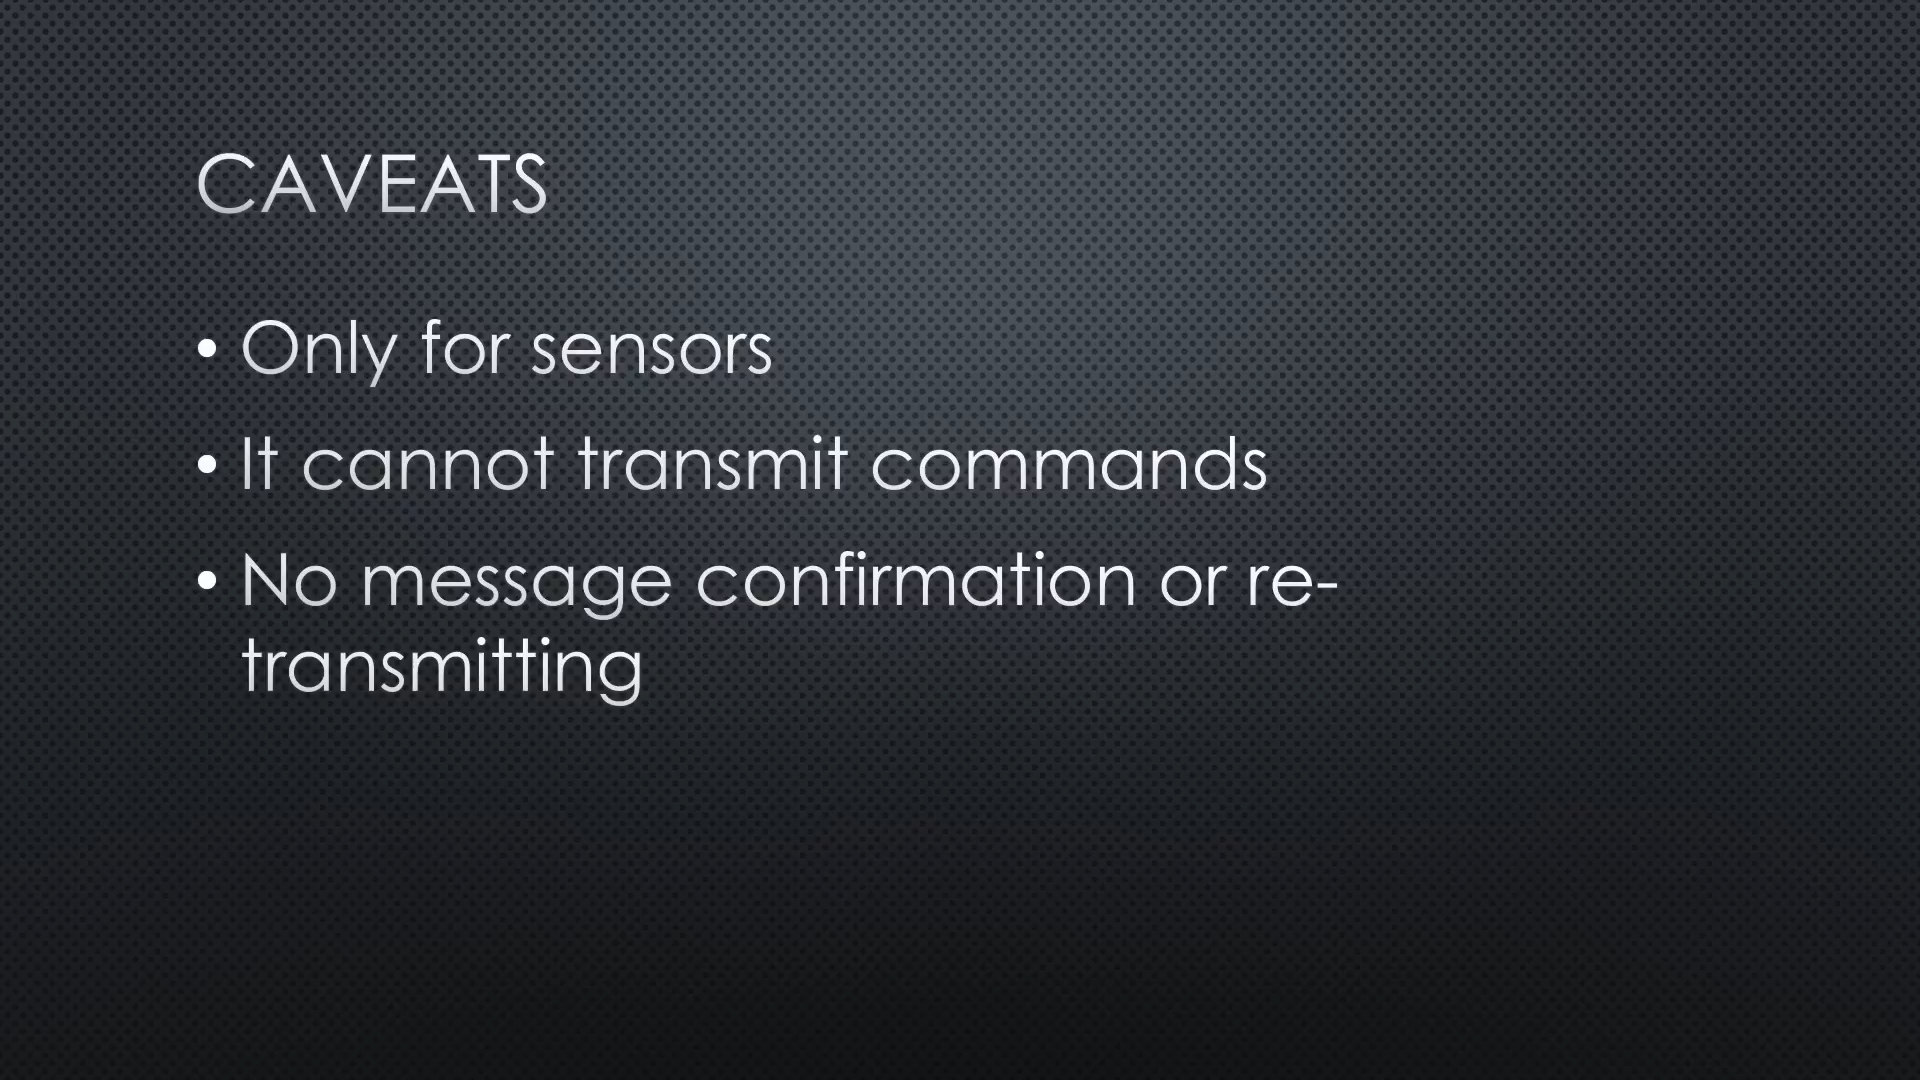 CAVEATS
• Only for sensors
• It cannot transmit commands
• No message confirmation or re-
transmitting